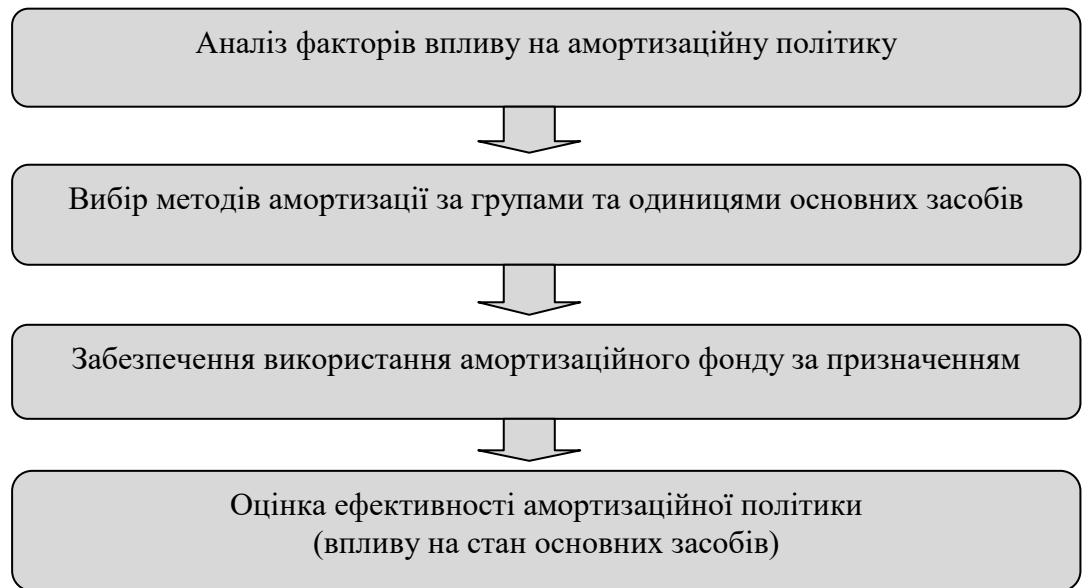 Аналіз факторів впливу на амортизаційну політику
Вибір методів амортизації за групами та одиницями основних засобів
Забезпечення використання амортизаційного фонду за призначенням
Оцінка ефективності амортизаційної політики
(впливу на стан основних засобів)